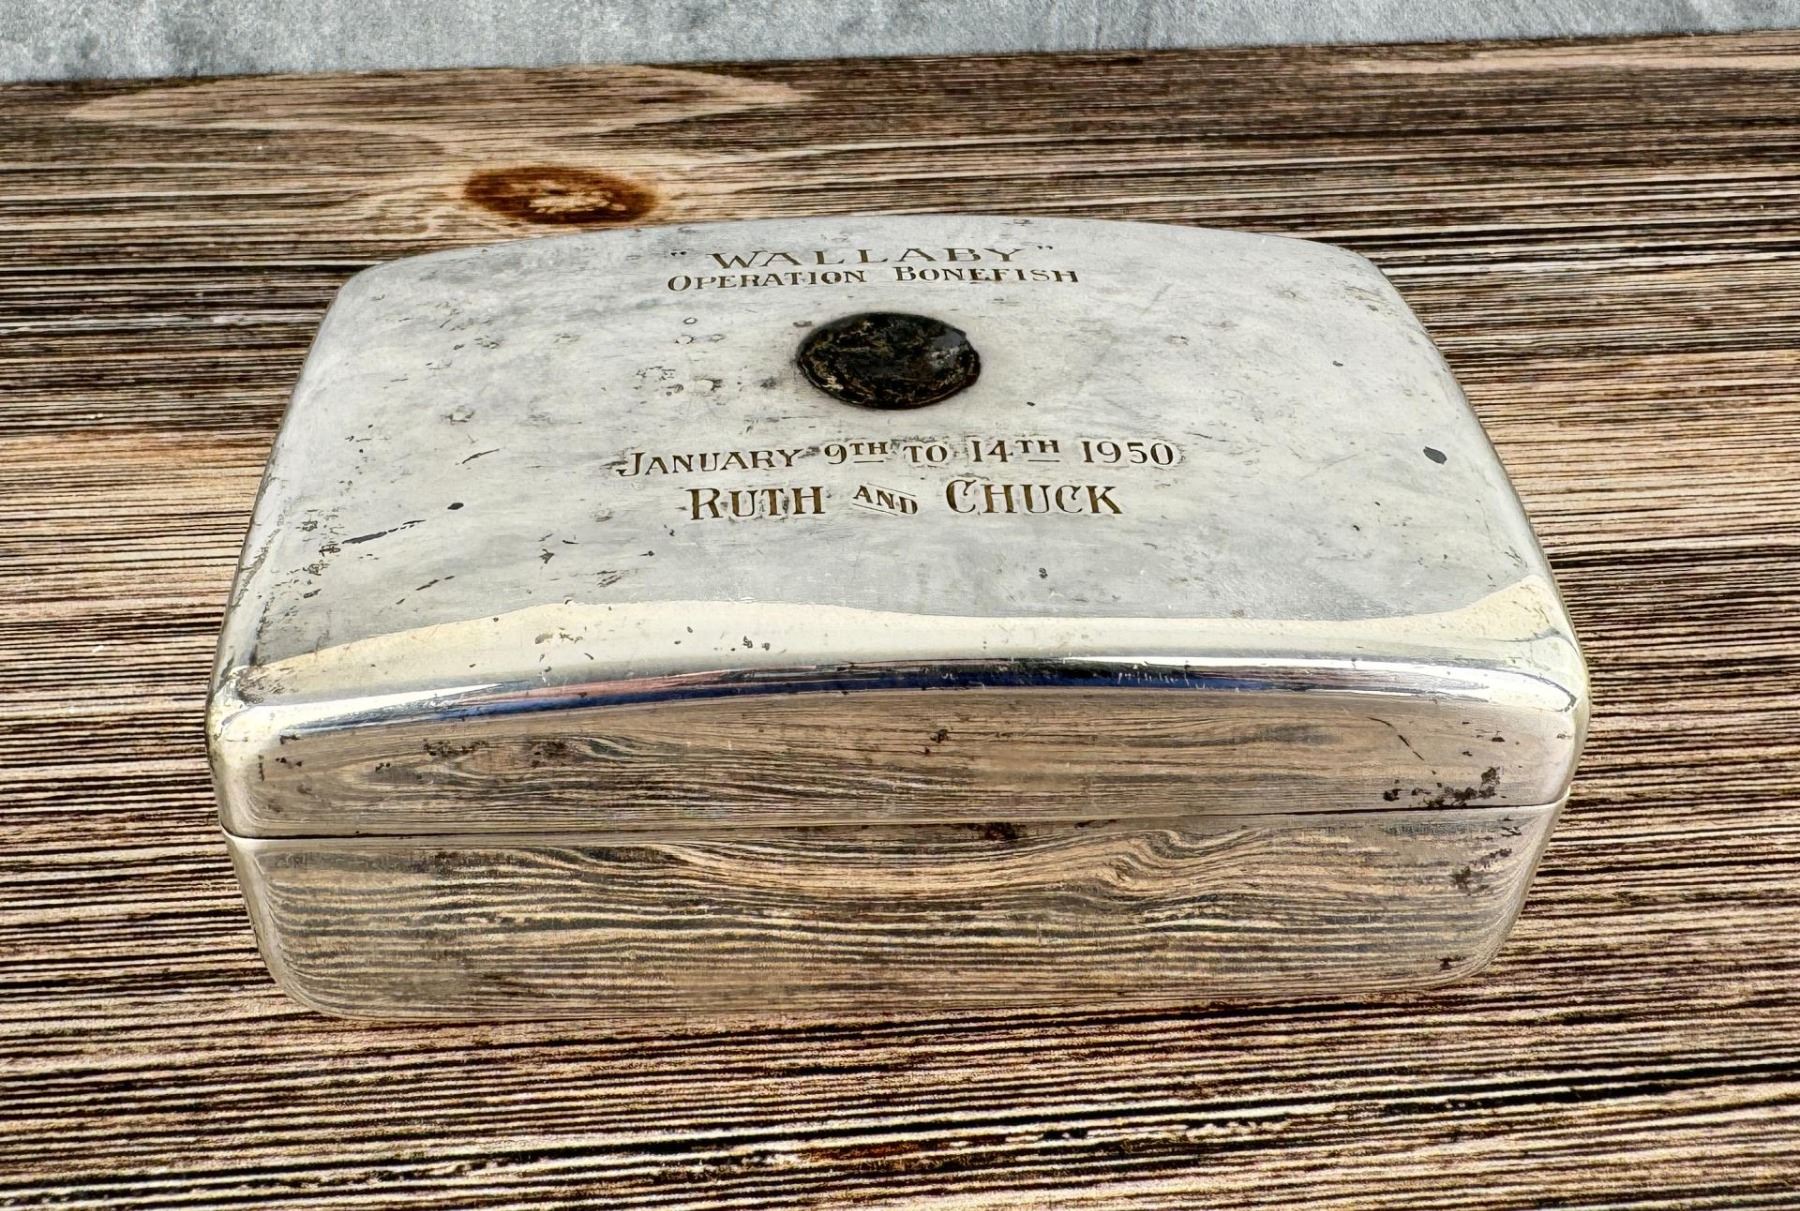 "WALLABY"
OPERATION BONEFISH
JANUARY 9TH TO 14TH 1950
RUTH AND CHUCK